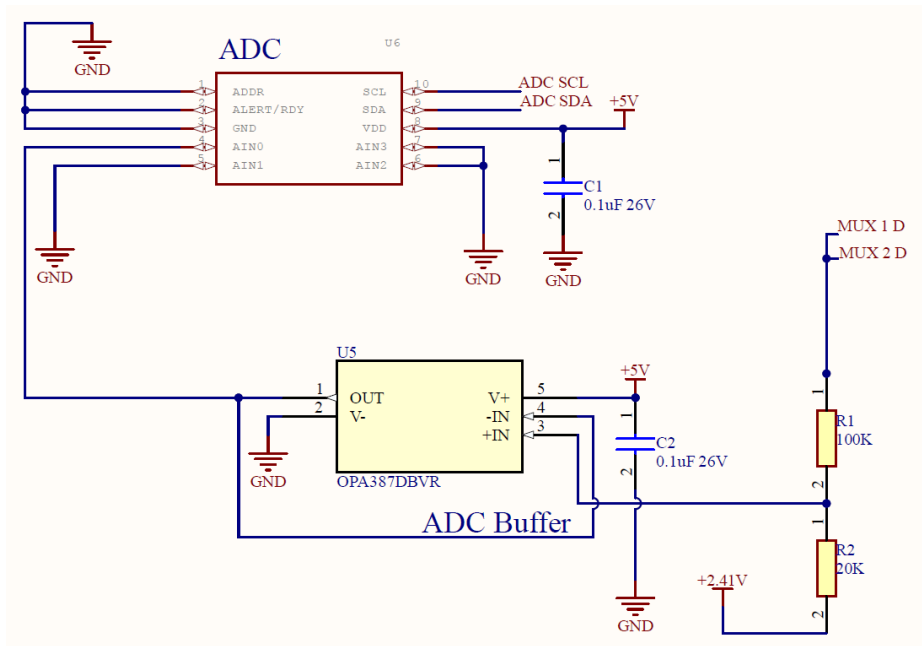 GND
ADC
U6
1
ADDR
2
ALERT/RDY
3
GND
4
AIN0
5
AIN1
SCL
10
SDA
9
VDD
8
AIN3
7
AIN2
6
ADC SCL
ADC SDA
+5V
1
C1
0.1uF 26V
2
GND
GND
GND
MUX 1 D
MUX 2 D
U5
1
OUT
2
V-
V+
5
-IN
4
+IN
3
OPA387DBVR
GND
ADC Buffer
+5V
1
C2
0.1uF 26V
2
GND
1
R1
100K
2
1
R2
20K
2
+2.41V